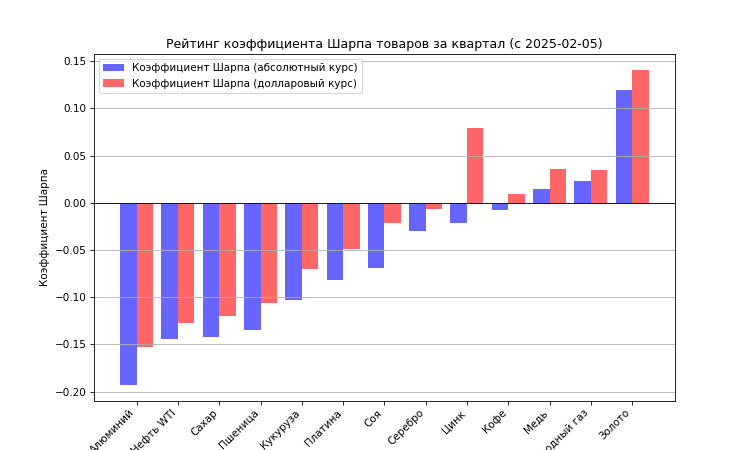 Рейтинг коэффициента Шарпа товаров за квартал (с 2025-02-05)
Коэффициент Шарпа (абсолютный курс)
Коэффициент Шарпа (долларовый курс)
Коэффициент Шарпа
0.15
0.10
0.05
0.00
−0.05
−0.10
−0.15
−0.20
Алюминий
Нефть WTI
Сахар
Пшеница
Кукуруза
Платина
Соя
Серебро
Цинк
Кофе
Медь
газ
Золото